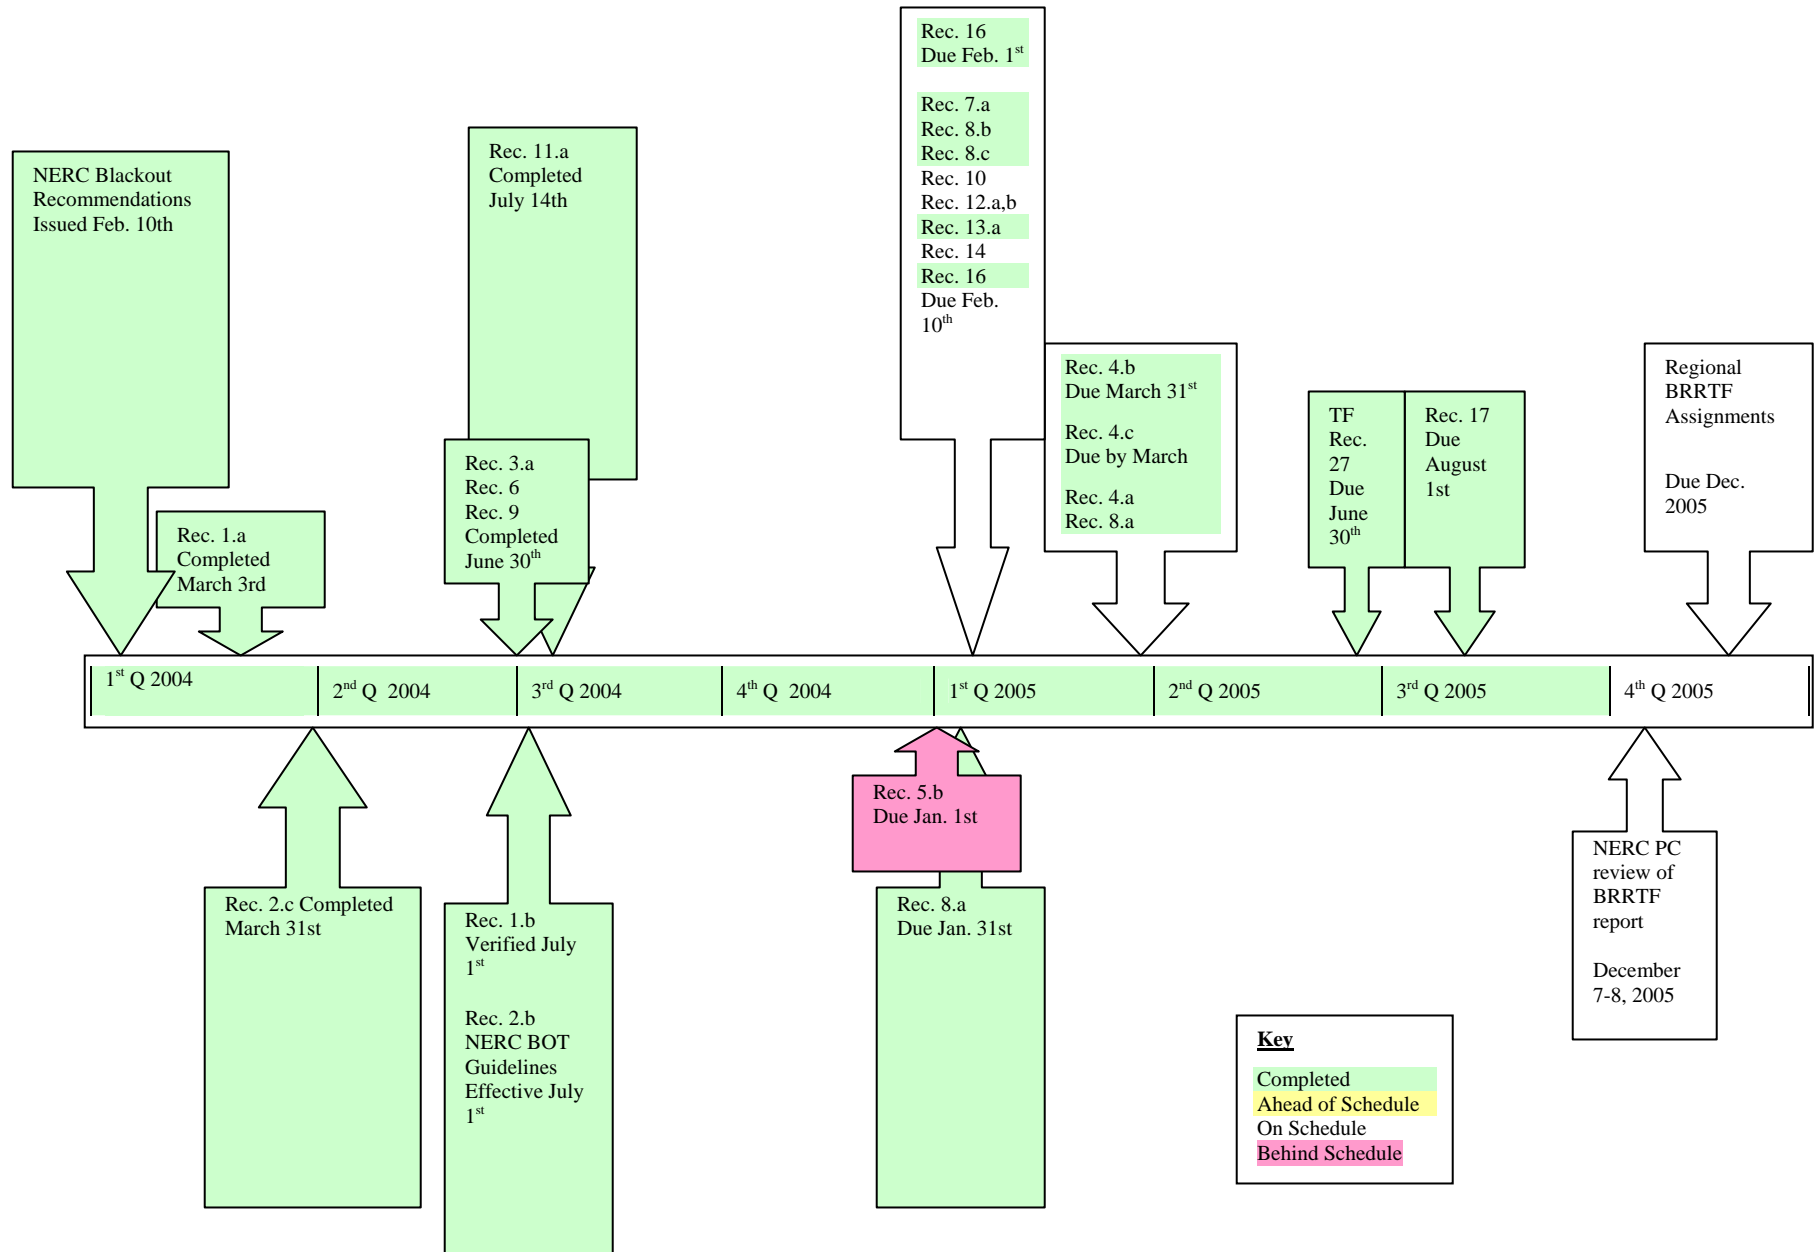 NERC Blackout
Recommendations
Issued Feb. 10th
Rec. 1.a
Completed
March 3rd
Rec. 11.a
Completed
July 14th
Rec. 3.a
Rec. 6
Rec. 9
Completed
June 30th
Rec. 16
Due Feb. 1st
Rec. 7.a
Rec. 8.b
Rec. 8.c
Rec. 10
Rec. 12.a,b
Rec. 13.a
Rec. 14
Rec. 16
Due Feb.
10th
Rec. 4.b
Due March 31st
Rec. 4.c
Due by March
Rec. 4.a
Rec. 8.a
TF
Rec.
27
Due
June
30th
Rec. 17
Due
August
1st
Regional
BRRTF
Assignments
Due Dec.
2005
1st Q 2004
2nd Q 2004
3rd Q 2004
4th Q 2004
1st Q 2005
2nd Q 2005
3rd Q 2005
4th Q 2005
Rec. 2.c Completed
March 31st
Rec. 1.b
Verified July
1st
Rec. 2.b
NERC BOT
Guidelines
Effective July
1st
Rec. 5.b
Due Jan. 1st
Rec. 8.a
Due Jan. 31st
NERC PC
review of
BRRTF
report
December
7-8, 2005
Key
Completed
Ahead of Schedule
On Schedule
Behind Schedule